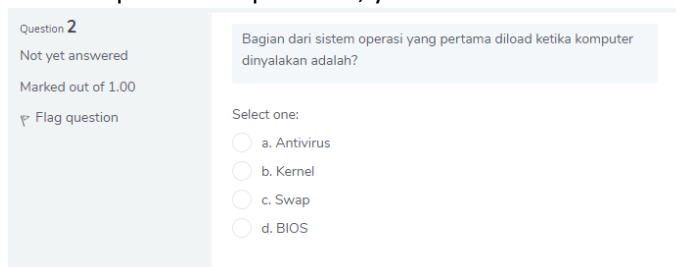 Question 2
Not yet answered
Marked out of 1.00
Flag question
Bagian dari sistem operasi yang pertama diload ketika komputer
dinyalakan adalah?
Select one:
a. Antivirus
b. Kernel
c. Swap
d. BIOS